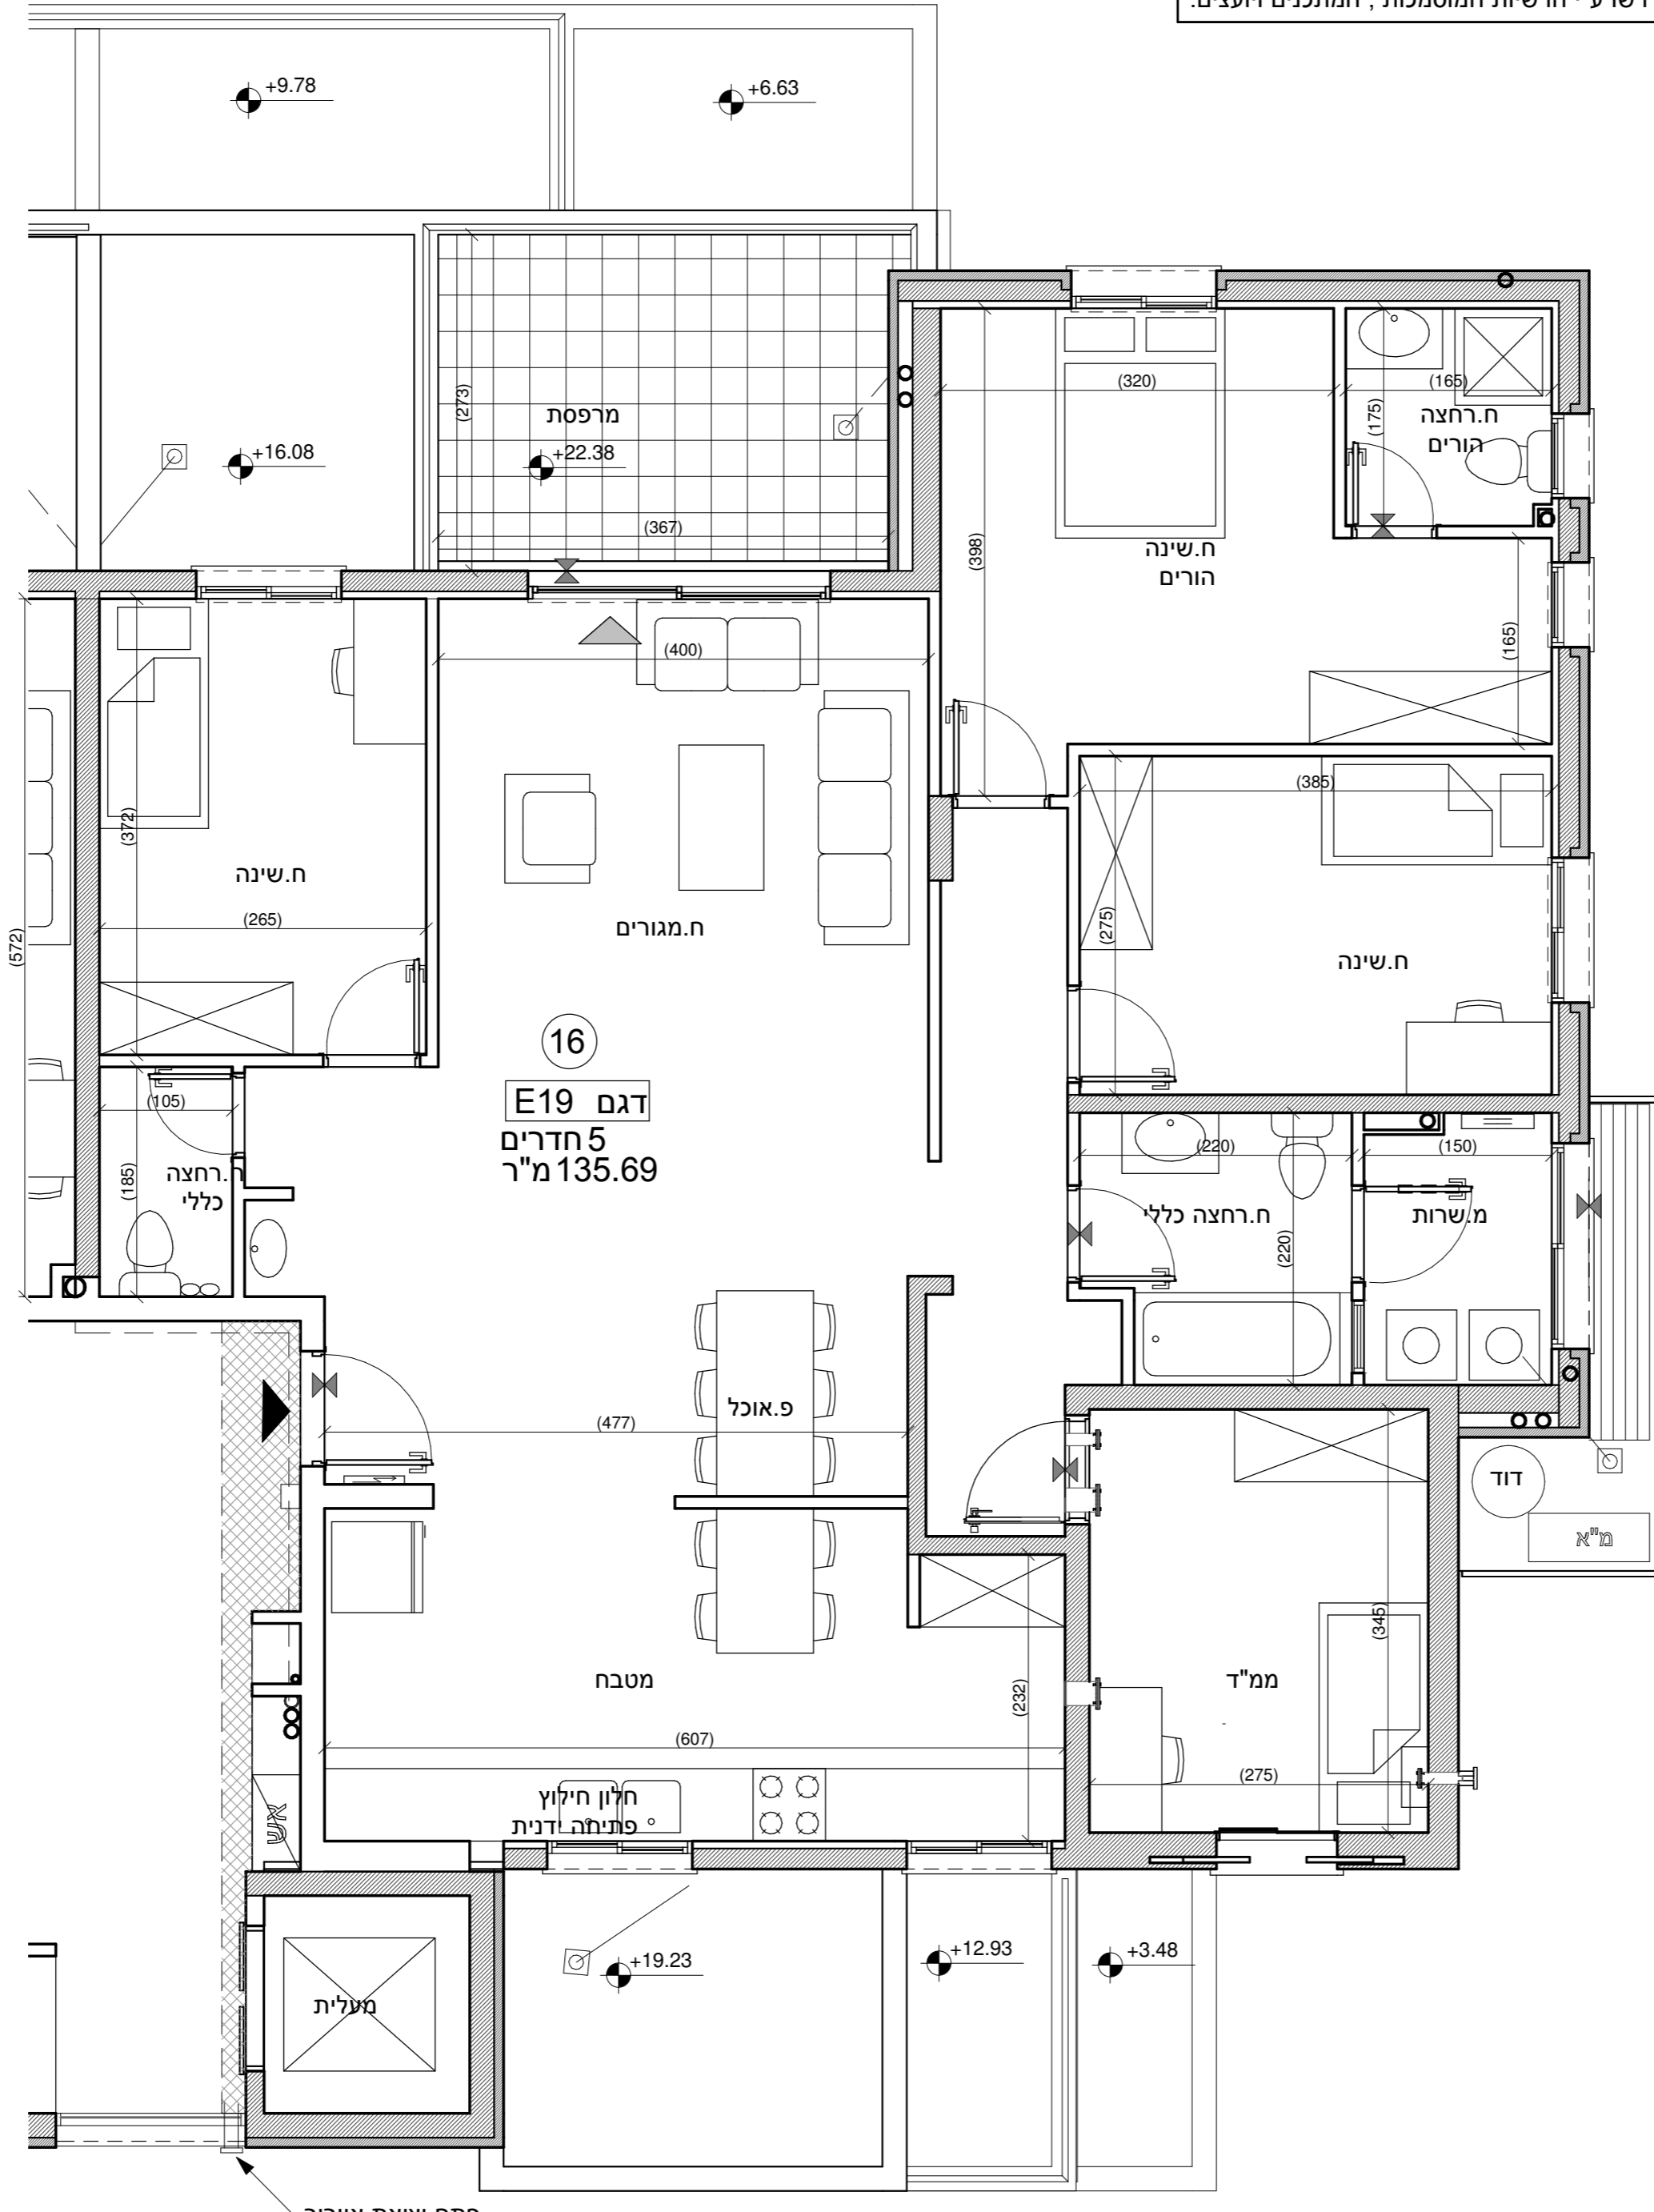 +9.78
+6.63
+16.08
(273)
מרפסת
+22.38
(367)
(320)
(165)
(175)
ח.רחצה
הורים
(398)
ח.שינה
הורים
(165)
(400)
(372)
ח.שינה
(265)
(572)
ח.מגורים
(385)
(275)
ח.שינה
16
דגם E19
5 חדרים
135.69 מ"ר
(105)
(185)
ח.רחצה
כללי
(220)
(150)
ח.רחצה כללי
(220)
מ.שרות
פ.אוכל
(477)
דוד
מ"א
(345)
מטבח
(232)
ממ"ד
(607)
(275)
חלון חילוץ
פתיחה ידנית
אש
+19.23
+12.93
+3.48
מעלית